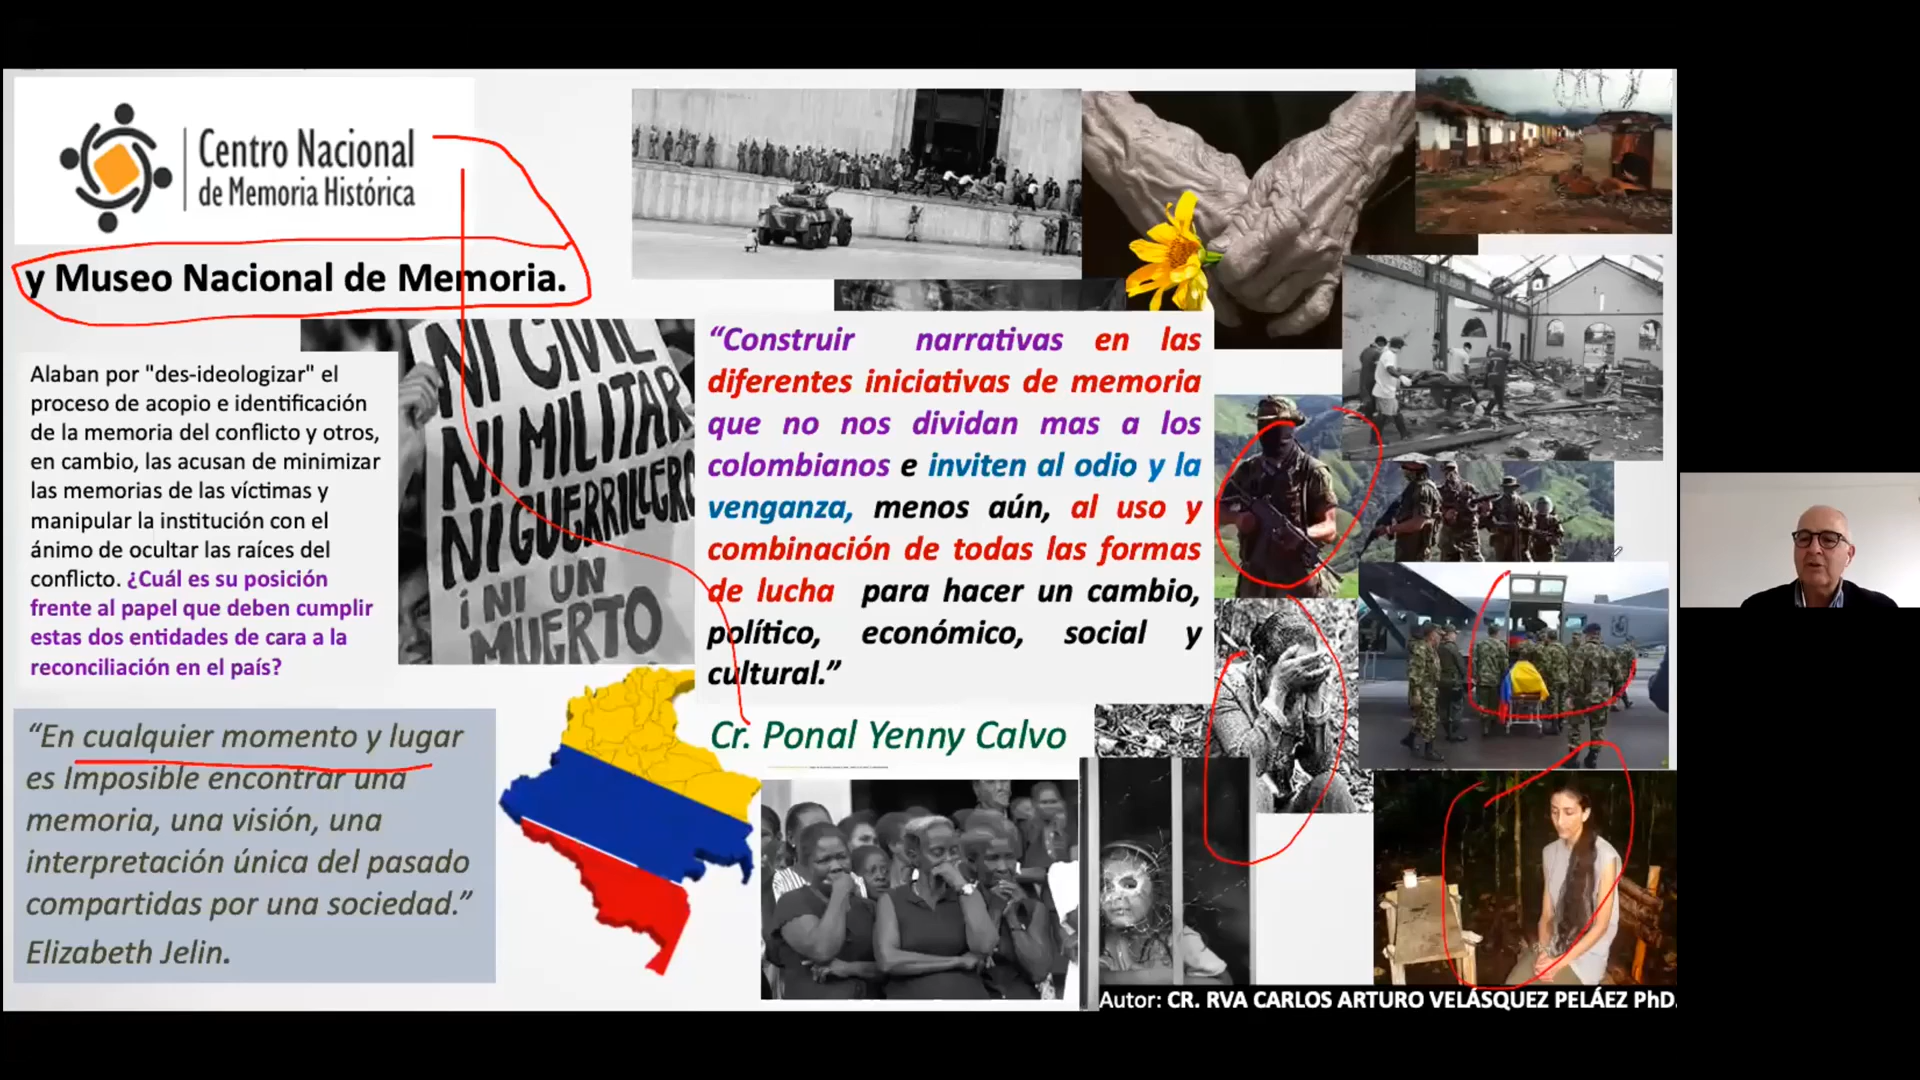 Centro Nacional
de Memoria Histórica
y Museo Nacional de Memoria.
Alaban por "des-ideologizar" el
proceso de acopio e identificación
de la memoria del conflicto y otros,
en cambio, las acusan de minimizar
las memorias de las víctimas y
manipular la institución con el
ánimo de ocultar las raíces del
conflicto. ¿Cuál es su posición
frente al papel que deben cumplir
estas dos entidades de cara a la
reconciliación en el país?
“En cualquier momento y lugar
es Imposible encontrar una
memoria, una visión, una
interpretación única del pasado
compartidas por una sociedad.”
Elizabeth Jelin.
NI CIVIL
NI MILITAR
NI GUERRILLERO
¡NI UN
MUERTO
“Construir narrativas en las
diferentes iniciativas de memoria
que no nos dividan mas a los
colombianos e inviten al odio y la
venganza, menos aún, al uso y
combinación de todas las formas
de lucha para hacer un cambio,
político, económico, social y
cultural.”
Cr. Ponal Yenny Calvo
Autor: CR. RVA CARLOS ARTURO VELÁSQUEZ PELÁEZ PhD.